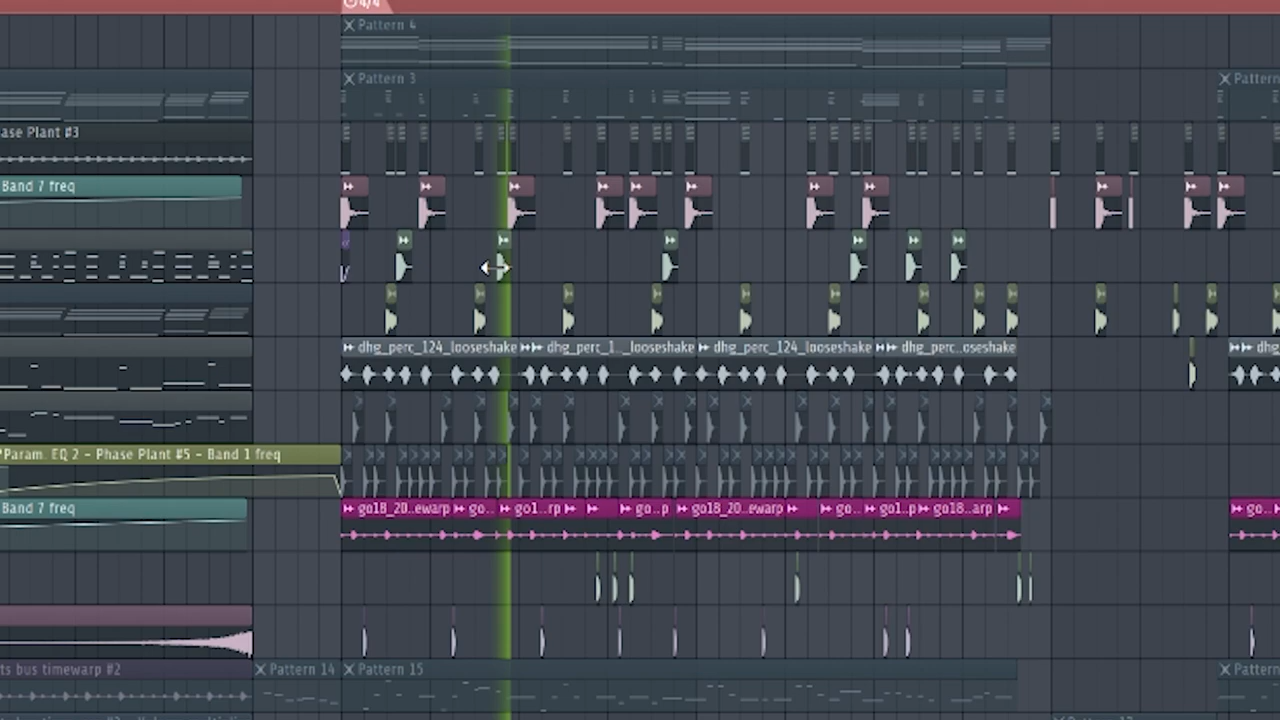 4/4
Pattern 4
Pattern 3
Pattern
ase Plant #3
Band 7 freq
dhg_perc_124_looseshake
dhg_perc_1.._looseshake
dhg_perc_124_looseshake
dhg_perc..oseshake
dhg
Param. EQ 2 - Phase Plant #5 - Band 1 freq
Band 7 freq
go18_20..ewarp
go..
go1..rp
go..p
go18_20..ewarp
go..
go1..p
go18..arp
go..
ts bus timewarp #2
Pattern 14
Pattern 15
Pattern